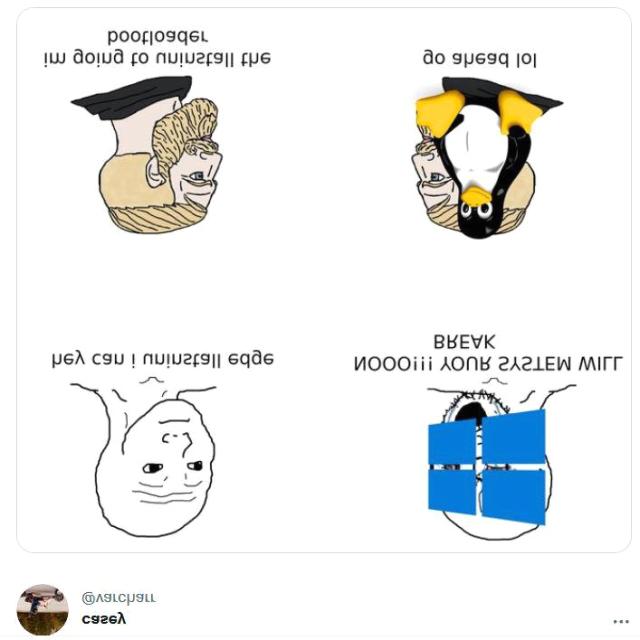 casey
@varcharr
hey can i uninstall edge
NOOO!!! YOUR SYSTEM WILL
BREAK
im going to uninstall the
bootloader
go ahead lol